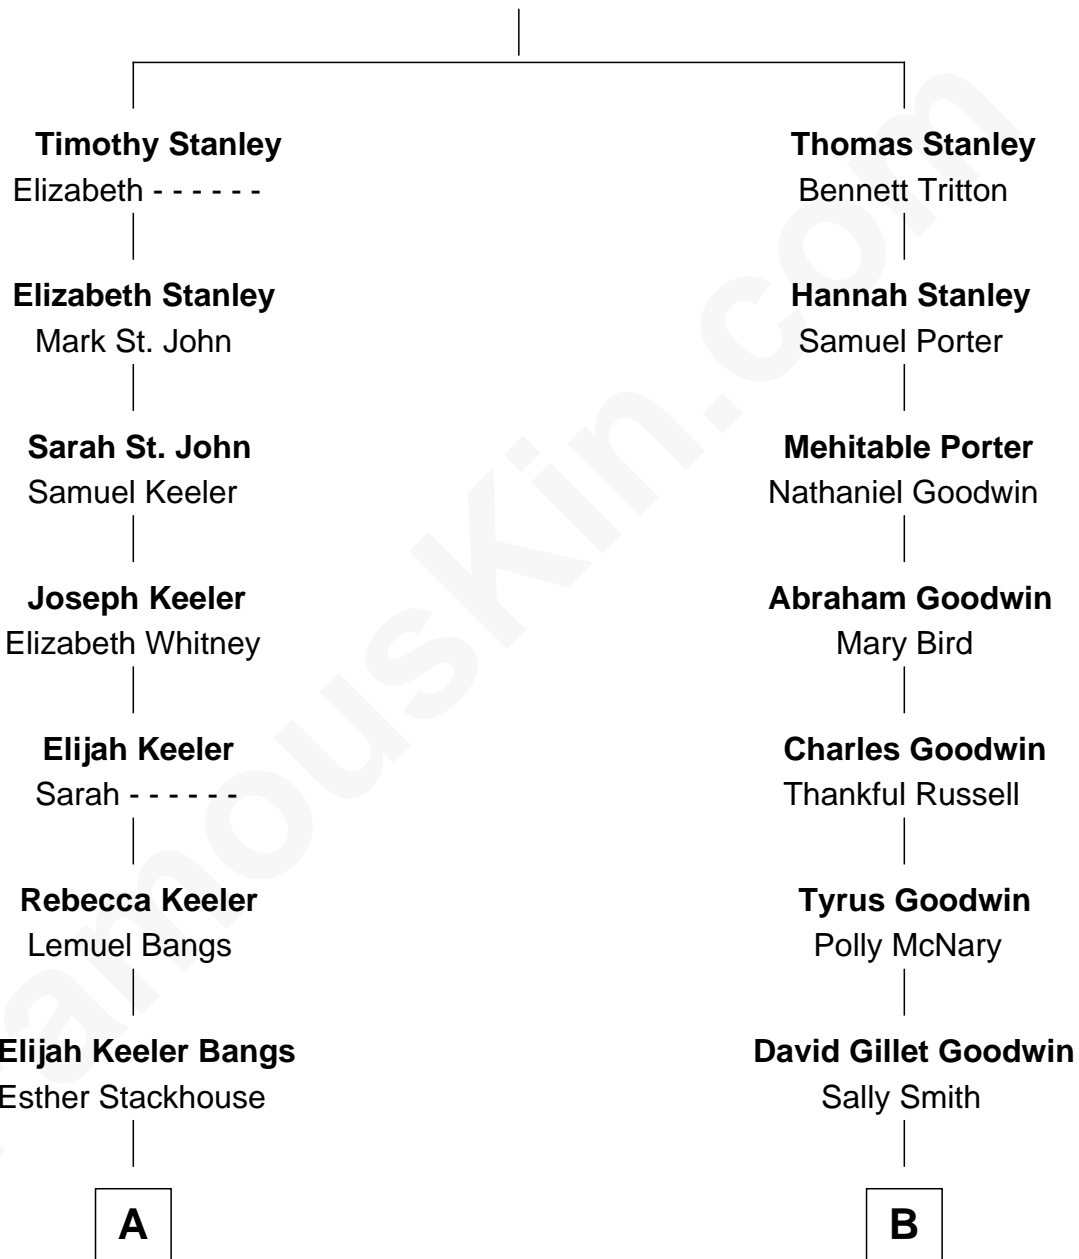 Timothy Stanley
Elizabeth - - - - - -
Thomas Stanley
Bennett Tritton
Elizabeth Stanley
Mark St. John
Hannah Stanley
Samuel Porter
Sarah St. John
Samuel Keeler
Mehitable Porter
Nathaniel Goodwin
Joseph Keeler
Elizabeth Whitney
Abraham Goodwin
Mary Bird
Elijah Keeler
Sarah - - - - - -
Charles Goodwin
Thankful Russell
Rebecca Keeler
Lemuel Bangs
Tyrus Goodwin
Polly McNary
Elijah Keeler Bangs
Esther Stackhouse
David Gillet Goodwin
Sally Smith
A
B
famouskin.com